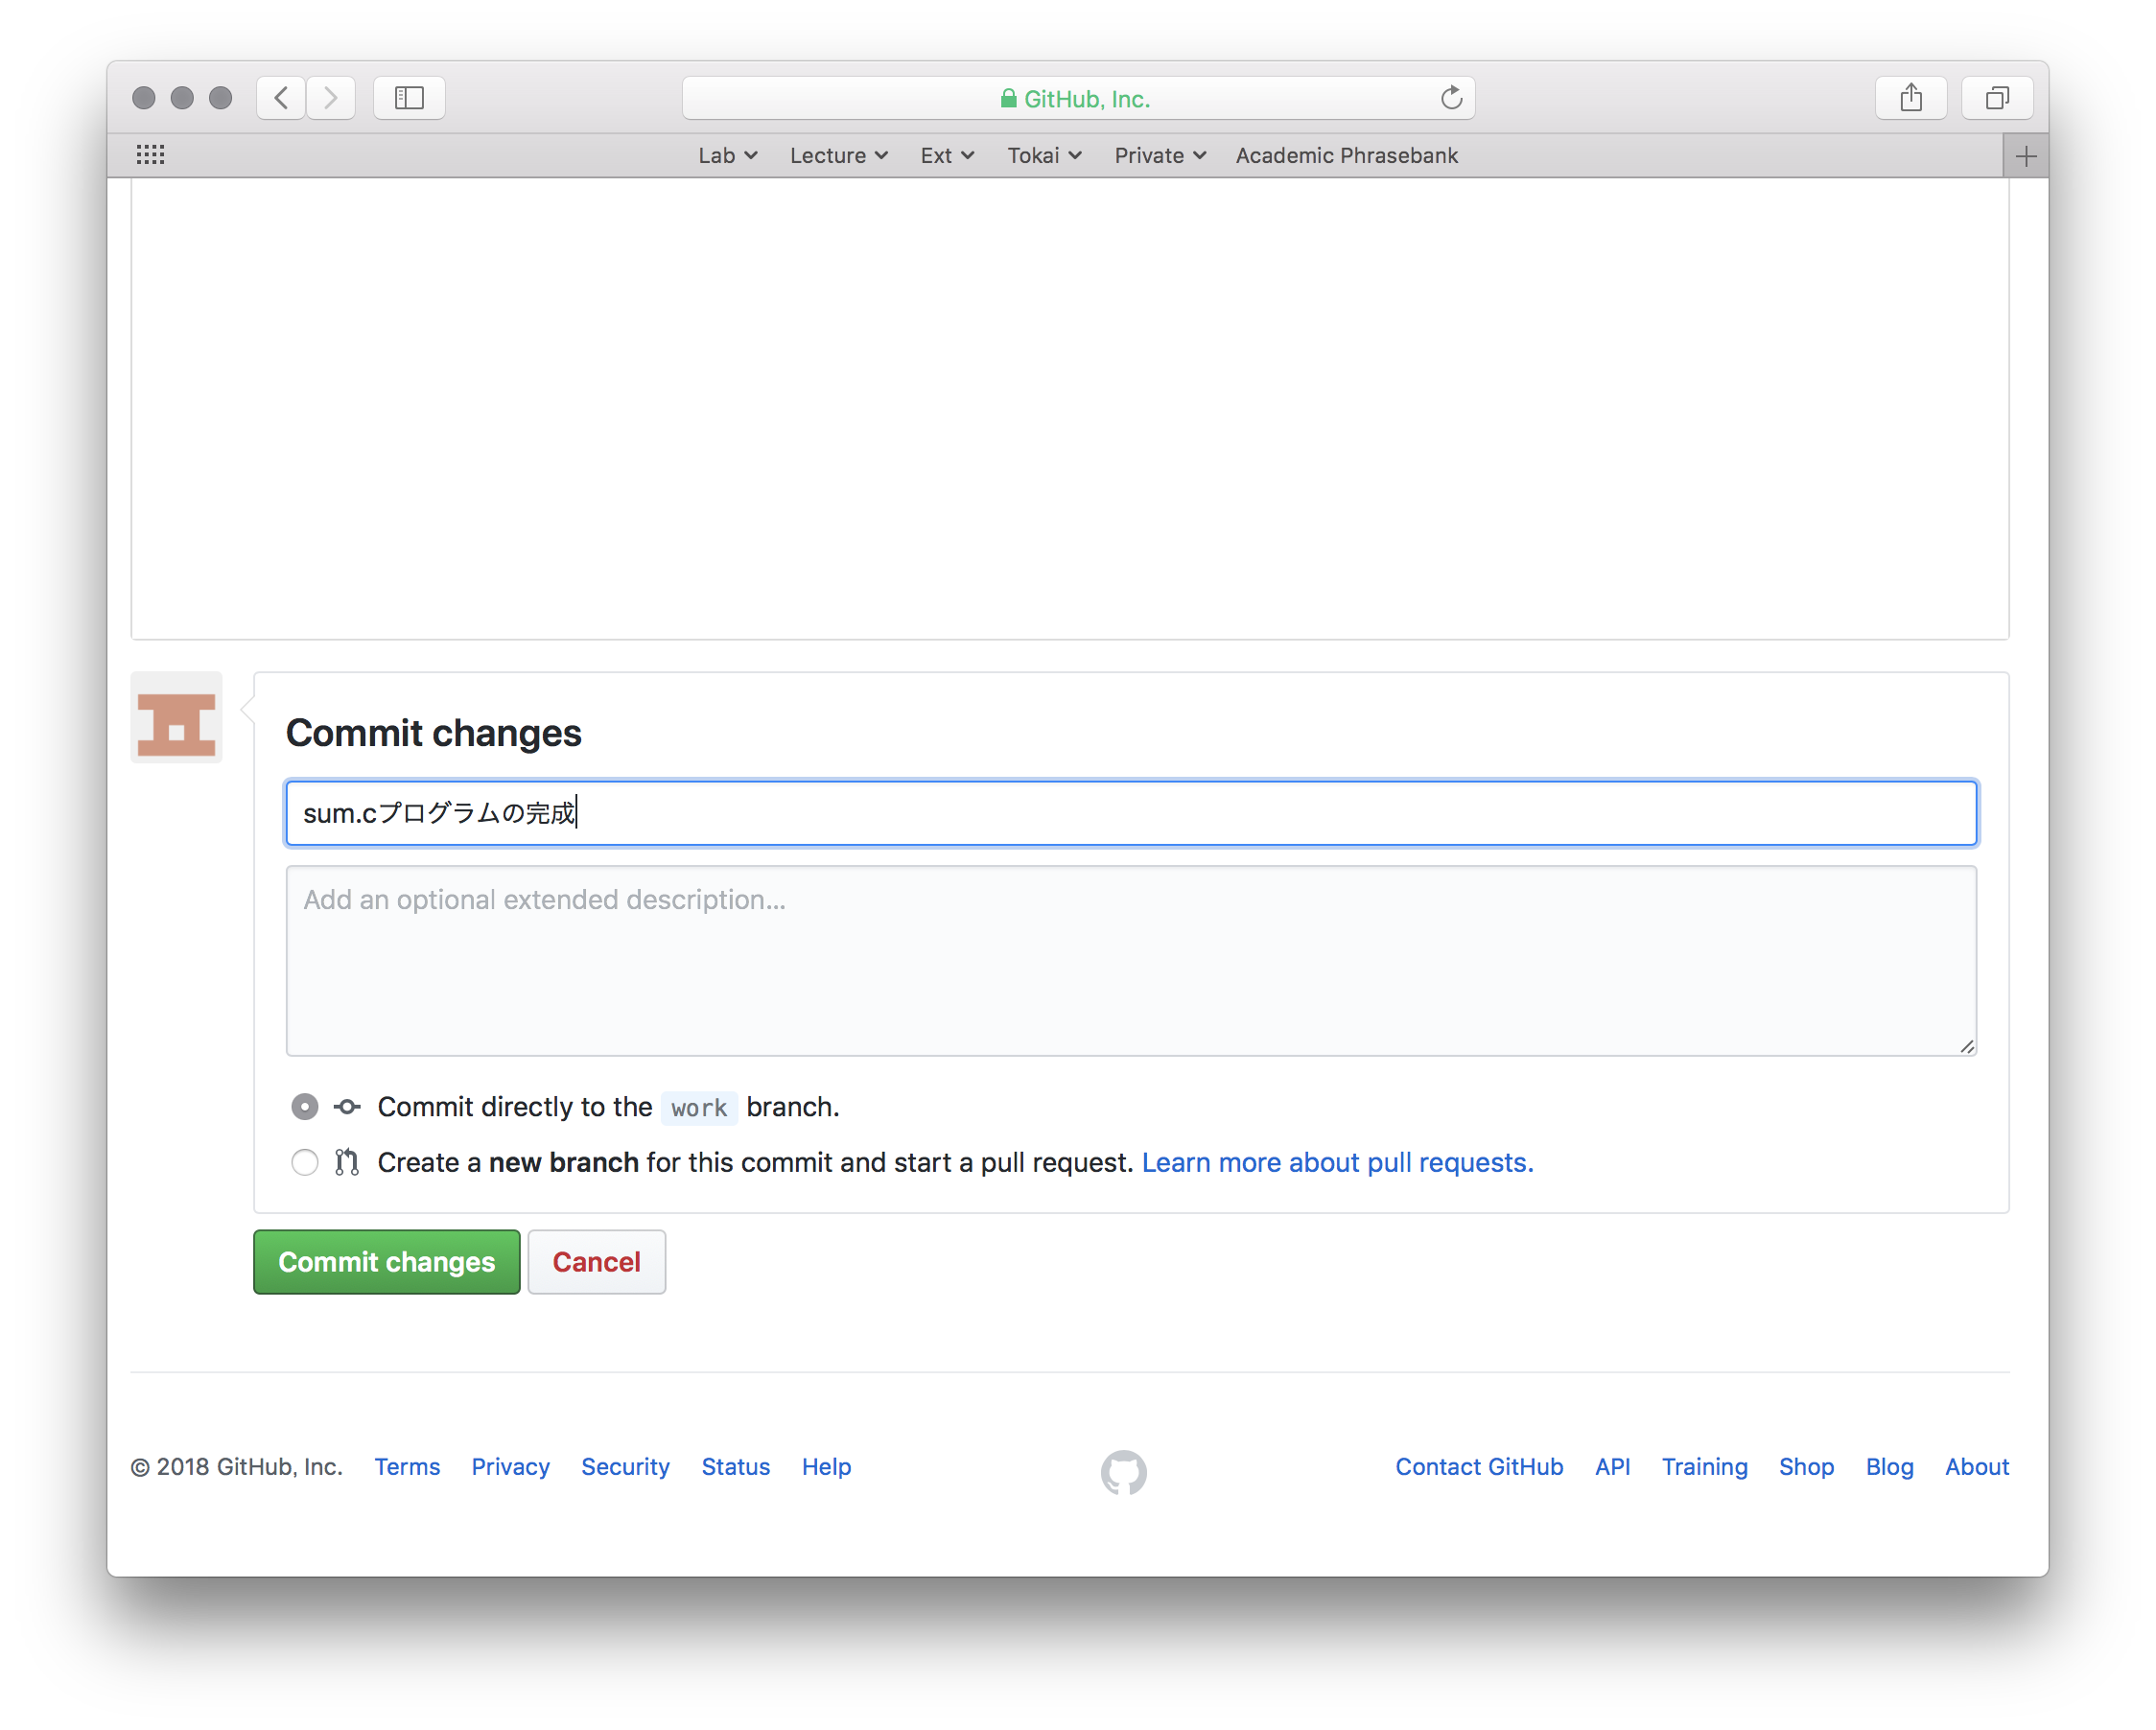 GitHub, Inc.
Lab Lecture Ext Tokai Private Academic Phrasebank
Commit changes
sum.cプログラムの完成
Add an optional extended description...
Commit directly to the work branch.
Create a new branch for this commit and start a pull request. Learn more about pull requests.
Commit changes Cancel
© 2018 GitHub, Inc. Terms Privacy Security Status Help Contact GitHub API Training Shop Blog About